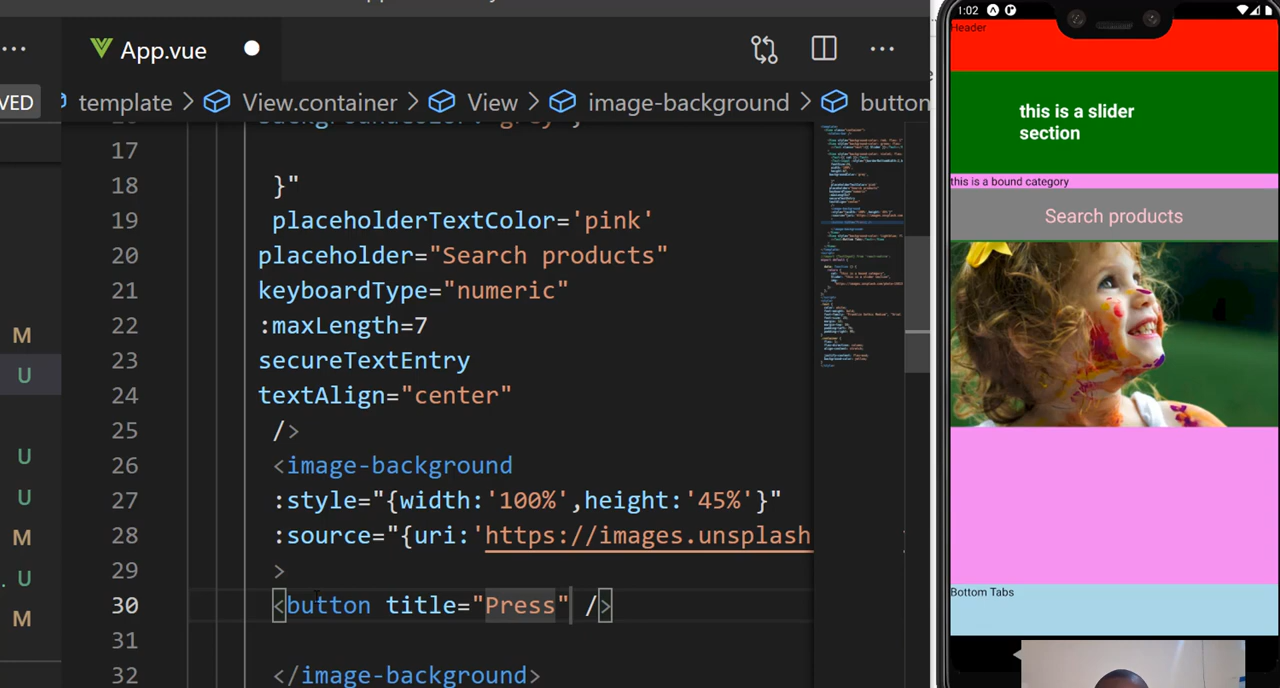 App.vue
VED
template > View.container > View > image-background > button
17
18 }"
19 placeholderTextColor='pink'
20 placeholder="Search products"
21 keyboardType="numeric"
22 :maxLength=7
23 secureTextEntry
24 textAlign="center"
25 />
26 <image-background
27 :style="{width:'100%',height:'45%'}"
28 :source="{uri:'https://images.unsplash
29 >
30 <button title="Press" />
31
32 </image-background>
M
U
U
U
M
U
M
1:02
Header
this is a slider
section
this is a bound category
Search products
Bottom Tabs